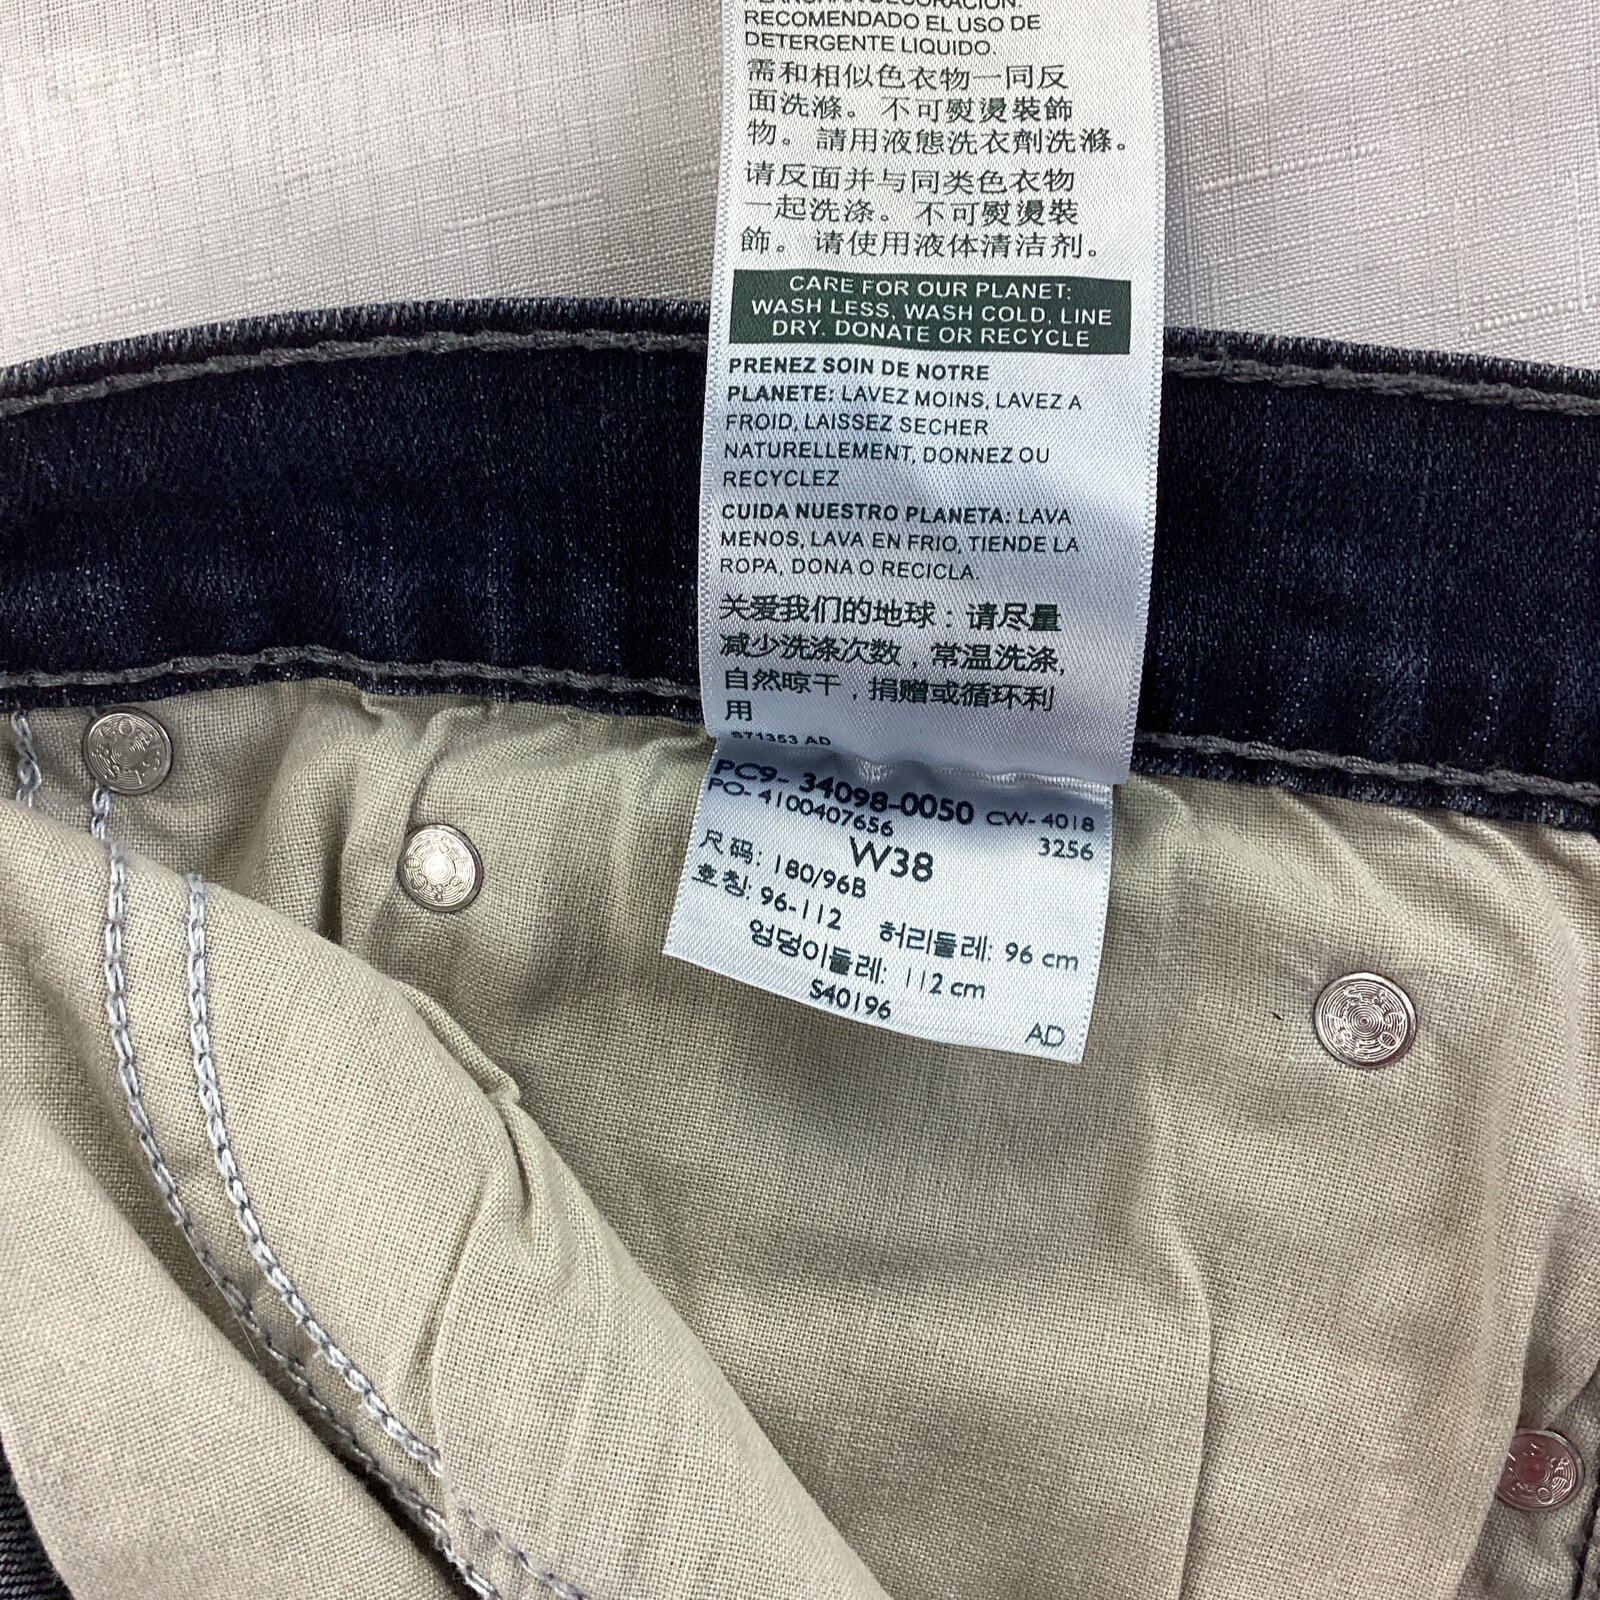 RECOMENDADO EL USO DE
DETERGENTE LIQUIDO.
需和相似色衣物一同反
面洗滌。不可熨燙裝飾
物。請用液態洗衣劑洗滌。
请反面并与同类色衣物
一起洗涤。不可熨燙裝
飾。请使用液体清洁剂。
CARE FOR OUR PLANET:
WASH LESS, WASH COLD, LINE
DRY, DONATE OR RECYCLE
PRENEZ SOIN DE NOTRE
PLANETE: LAVEZ MOINS, LAVEZ A
FROID, LAISSEZ SECHER
NATURELLEMENT, DONNEZ OU
RECYCLEZ
CUIDA NUESTRO PLANETA: LAVA
MENOS, LAVA EN FRIO, TIENDE LA
ROPA, DONA O RECICLA.
关爱我们的地球：请尽量
减少洗涤次数，常温洗涤,
自然晾干，捐赠或循环利
用
S71353 AD
PC9- 34098-0050 CW- 4018
PO- 4100407656 3256
W38
尺码: 180/96B
호칭: 96-112 허리둘레: 96 cm
엉덩이둘레: 112 cm
S40196
AD